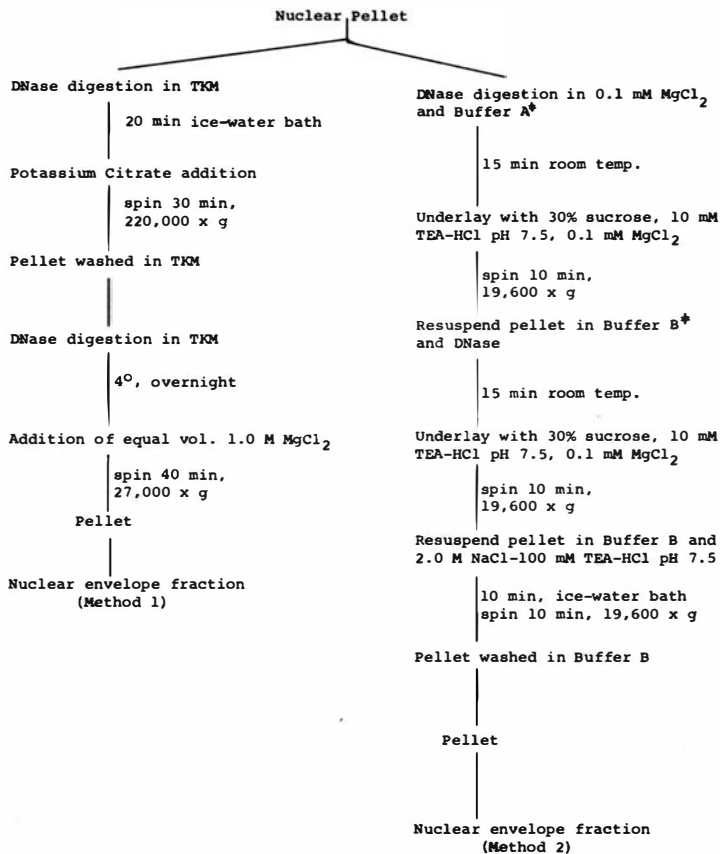 Nuclear Pellet
DNase digestion in TKM
20 min ice-water bath
Potassium Citrate addition
spin 30 min,
220,000 x g
Pellet washed in TKM
DNase digestion in TKM
4°, overnight
Addition of equal vol. 1.0 M MgCl2
spin 40 min,
27,000 x g
Pellet
Nuclear envelope fraction
(Method 1)
DNase digestion in 0.1 mM MgCl2
and Buffer A‡
15 min room temp.
Underlay with 30% sucrose, 10 mM
TEA-HCl pH 7.5, 0.1 mM MgCl2
spin 10 min,
19,600 x g
Resuspend pellet in Buffer B‡
and DNase
15 min room temp.
Underlay with 30% sucrose, 10 mM
TEA-HCl pH 7.5, 0.1 mM MgCl2
spin 10 min,
19,600 x g
Resuspend pellet in Buffer B and
2.0 M NaCl-100 mM TEA-HCl pH 7.5
10 min, ice-water bath
spin 10 min, 19,600 x g
Pellet washed in Buffer B
Pellet
Nuclear envelope fraction
(Method 2)